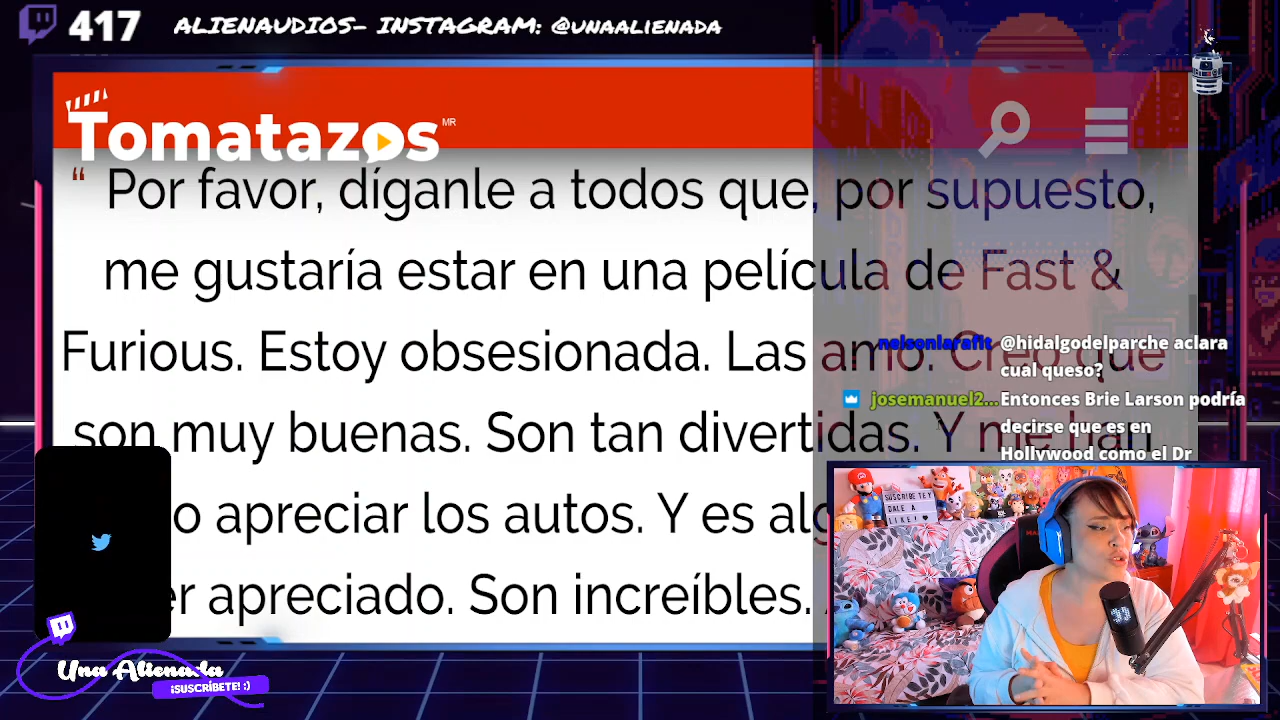 417
ALIENAUDIOS- INSTAGRAM: @UNAALIENADA
Tomatazos MR
“ Por favor, díganle a todos que, por supuesto,
me gustaría estar en una película de Fast &
Furious. Estoy obsesionada. Las amo. Creo que
son muy buenas. Son tan divertidas. Y me han
o apreciar los autos. Y es alg
er apreciado. Son increíbles.
nelsonlarafit @hidalgodelparche aclara
cual queso?
josemanuel2... Entonces Brie Larson podría
decirse que es en
Hollywood como el Dr
SUSCRIBETE Y
DALE A
LIKE!
Una Alienada
¡SUSCRÍBETE! :)